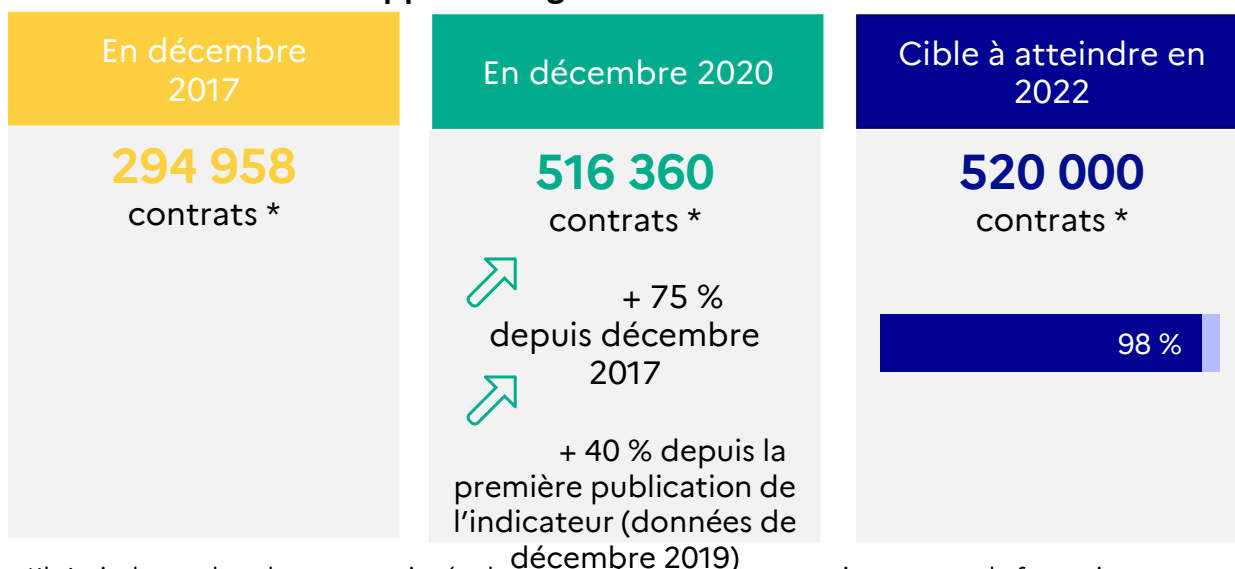 En décembre
2017
294 958
contrats *
En décembre 2020
516 360
contrats *
+ 75 %
depuis décembre
2017
+ 40 % depuis la
première publication de
l'indicateur (données de
décembre 2019)
Cible à atteindre en
2022
520 000
contrats *
98 %